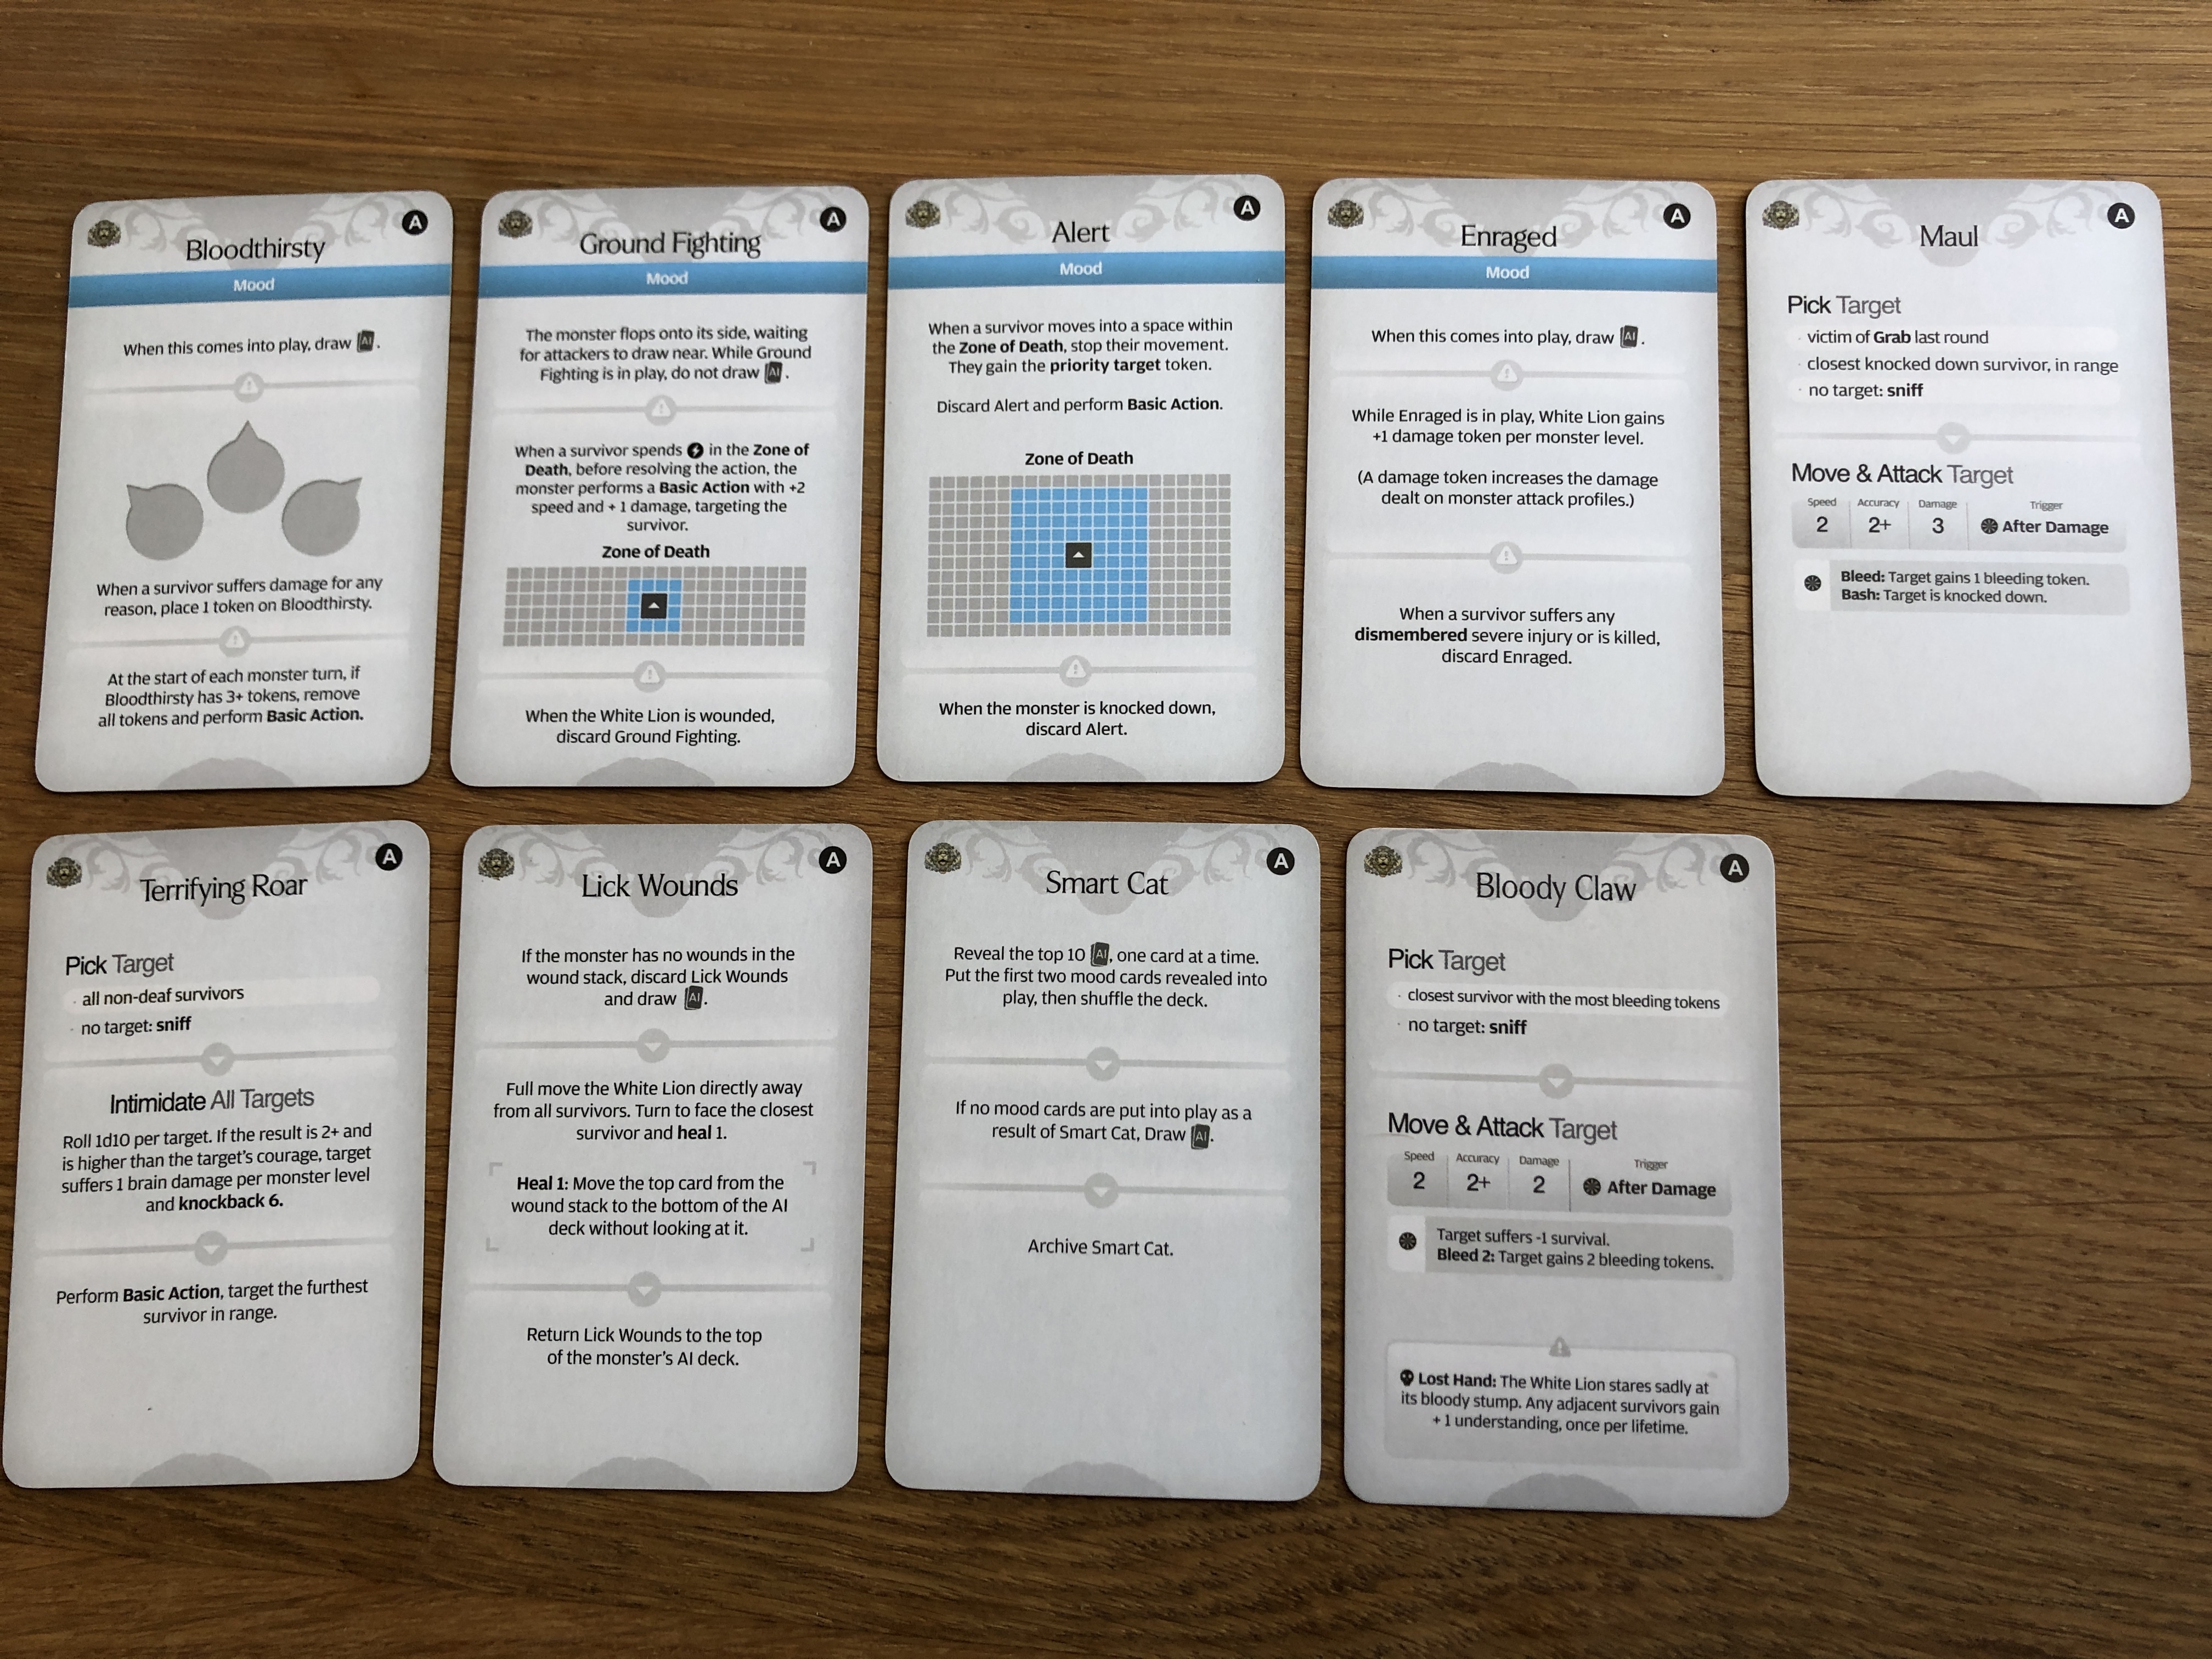 A
Bloodthirsty
Mood
When this comes into play, draw AI.
When a survivor suffers damage for any
reason, place 1 token on Bloodthirsty.
At the start of each monster turn, if
Bloodthirsty has 3+ tokens, remove
all tokens and perform Basic Action.
A
Ground Fighting
Mood
The monster flops onto its side, waiting
for attackers to draw near. While Ground
Fighting is in play, do not draw AI.
When a survivor spends in the Zone of
Death, before resolving the action, the
monster performs a Basic Action with +2
speed and + 1 damage, targeting the
survivor.
Zone of Death
When the White Lion is wounded,
discard Ground Fighting.
A
Alert
Mood
When a survivor moves into a space within
the Zone of Death, stop their movement.
They gain the priority target token.
Discard Alert and perform Basic Action.
Zone of Death
When the monster is knocked down,
discard Alert.
A
Enraged
Mood
When this comes into play, draw AI.
While Enraged is in play, White Lion gains
+1 damage token per monster level.
(A damage token increases the damage
dealt on monster attack profiles.)
When a survivor suffers any
dismembered severe injury or is killed,
discard Enraged.
A
Maul
Pick Target
· victim of Grab last round
· closest knocked down survivor, in range
· no target: sniff
Move & Attack Target
Speed Accuracy Damage Trigger
2 2+ 3 After Damage
Bleed: Target gains 1 bleeding token.
Bash: Target is knocked down.
A
Terrifying Roar
Pick Target
· all non-deaf survivors
· no target: sniff
Intimidate All Targets
Roll 1d10 per target. If the result is 2+ and
is higher than the target's courage, target
suffers 1 brain damage per monster level
and knockback 6.
Perform Basic Action, target the furthest
survivor in range.
A
Lick Wounds
If the monster has no wounds in the
wound stack, discard Lick Wounds
and draw AI.
Full move the White Lion directly away
from all survivors. Turn to face the closest
survivor and heal 1.
Heal 1: Move the top card from the
wound stack to the bottom of the AI
deck without looking at it.
Return Lick Wounds to the top
of the monster's AI deck.
A
Smart Cat
Reveal the top 10 AI, one card at a time.
Put the first two mood cards revealed into
play, then shuffle the deck.
If no mood cards are put into play as a
result of Smart Cat, Draw AI.
Archive Smart Cat.
A
Bloody Claw
Pick Target
· closest survivor with the most bleeding tokens
· no target: sniff
Move & Attack Target
Speed Accuracy Damage Trigger
2 2+ 2 After Damage
Target suffers -1 survival.
Bleed 2: Target gains 2 bleeding tokens.
Lost Hand: The White Lion stares sadly at
its bloody stump. Any adjacent survivors gain
+ 1 understanding, once per lifetime.